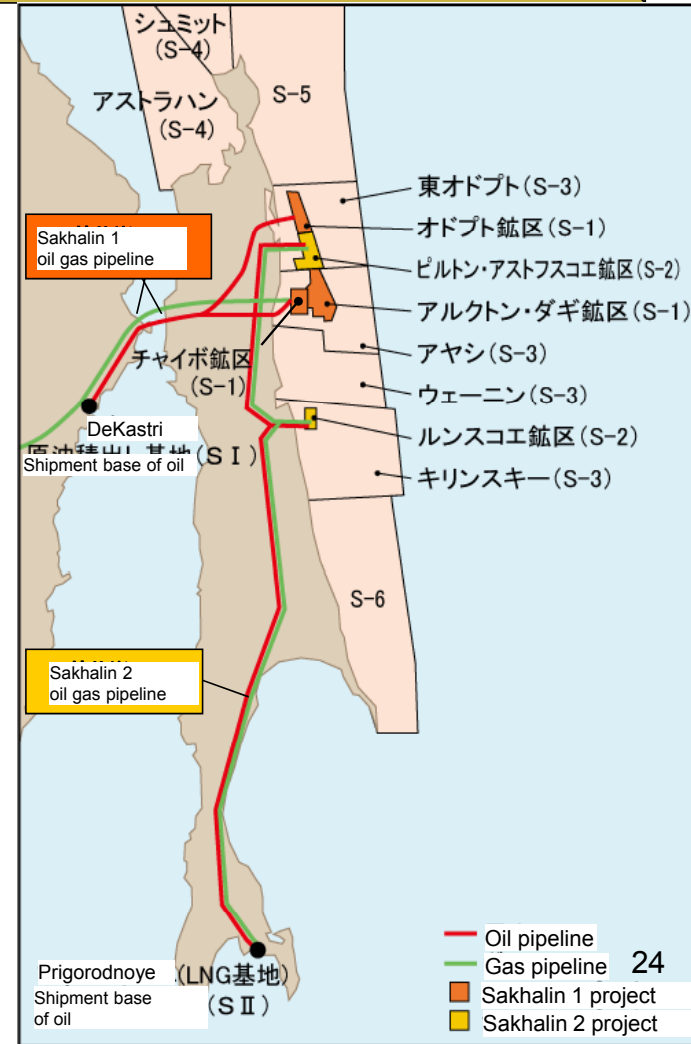 シュミット
(S-4)
アストラハン
(S-4)
S-5
東オドプト(S-3)
オドプト鉱区(S-1)
ピルトン・アストフスコエ鉱区(S-2)
アルクトン・ダギ鉱区(S-1)
アヤシ(S-3)
ウェーニン(S-3)
ルンスコエ鉱区(S-2)
キリンスキー(S-3)
Sakhalin 1
oil gas pipeline
チャイボ鉱区
(S-1)
DeKastri
原油積出し基地(SⅠ)
Shipment base of oil
S-6
Sakhalin 2
oil gas pipeline
Prigorodnoye (LNG基地)
Shipment base
of oil
(SⅡ)
Oil pipeline
Gas pipeline
24
Sakhalin 1 project
Sakhalin 2 project